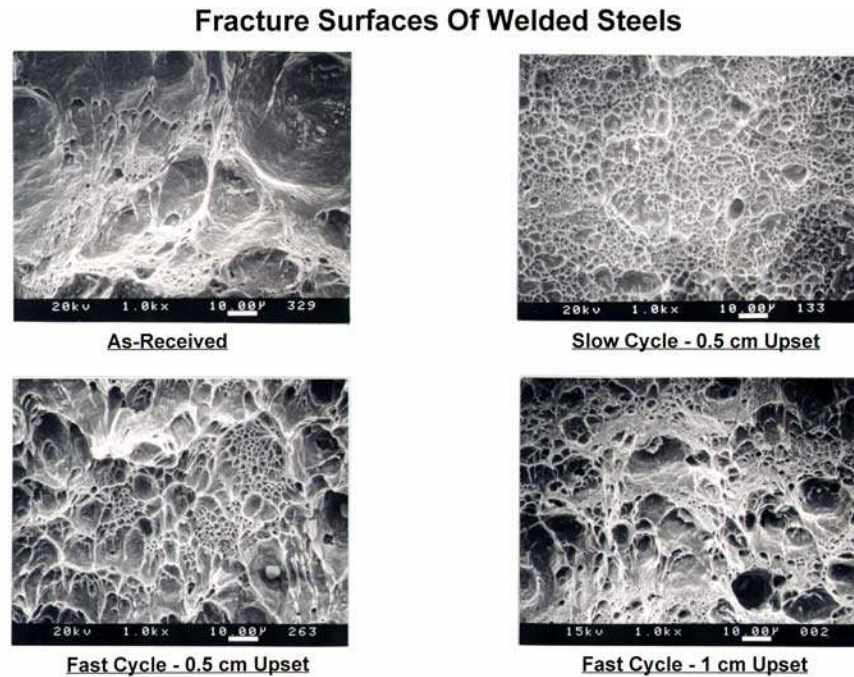 Fracture Surfaces Of Welded Steels
20kv 1.0kx 10.00µ 329
As-Received
20kv 1.0kx 10.00µ 133
Slow Cycle - 0.5 cm Upset
20kv 1.0kx 10.00µ 263
Fast Cycle - 0.5 cm Upset
15kv 1.0kx 10.00µ 002
Fast Cycle - 1 cm Upset